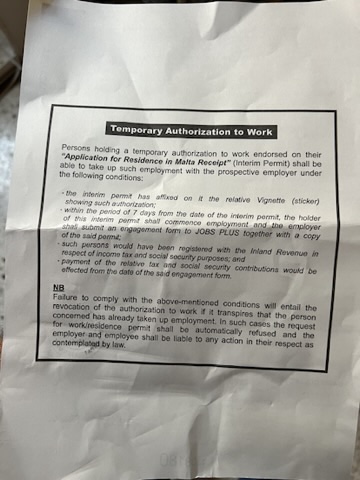 Temporary Authorization to Work
Persons holding a temporary authorization to work endorsed on their
"Application for Residence in Malta Receipt" (Interim Permit) shall be
able to take up such employment with the prospective employer under
the following conditions:
- the interim permit has affixed on it the relative Vignette (sticker)
showing such authorization;
- within the period of 7 days from the date of the interim permit, the holder
of this interim permit shall commence employment and the employer
shall submit an engagement form to JOBS PLUS together with a copy
of the said permit;
- such persons would have been registered with the Inland Revenue in
respect of income tax and social security purposes; and
- payment of the relative tax and social security contributions would be
effected from the date of the said engagement form.
NB
Failure to comply with the above-mentioned conditions will entail the
revocation of the authorization to work if it transpires that the person
concerned has already taken up employment. In such cases the request
for work/residence permit shall be automatically refused and the
employer and employee shall be liable to any action in their respect as
contemplated by law.